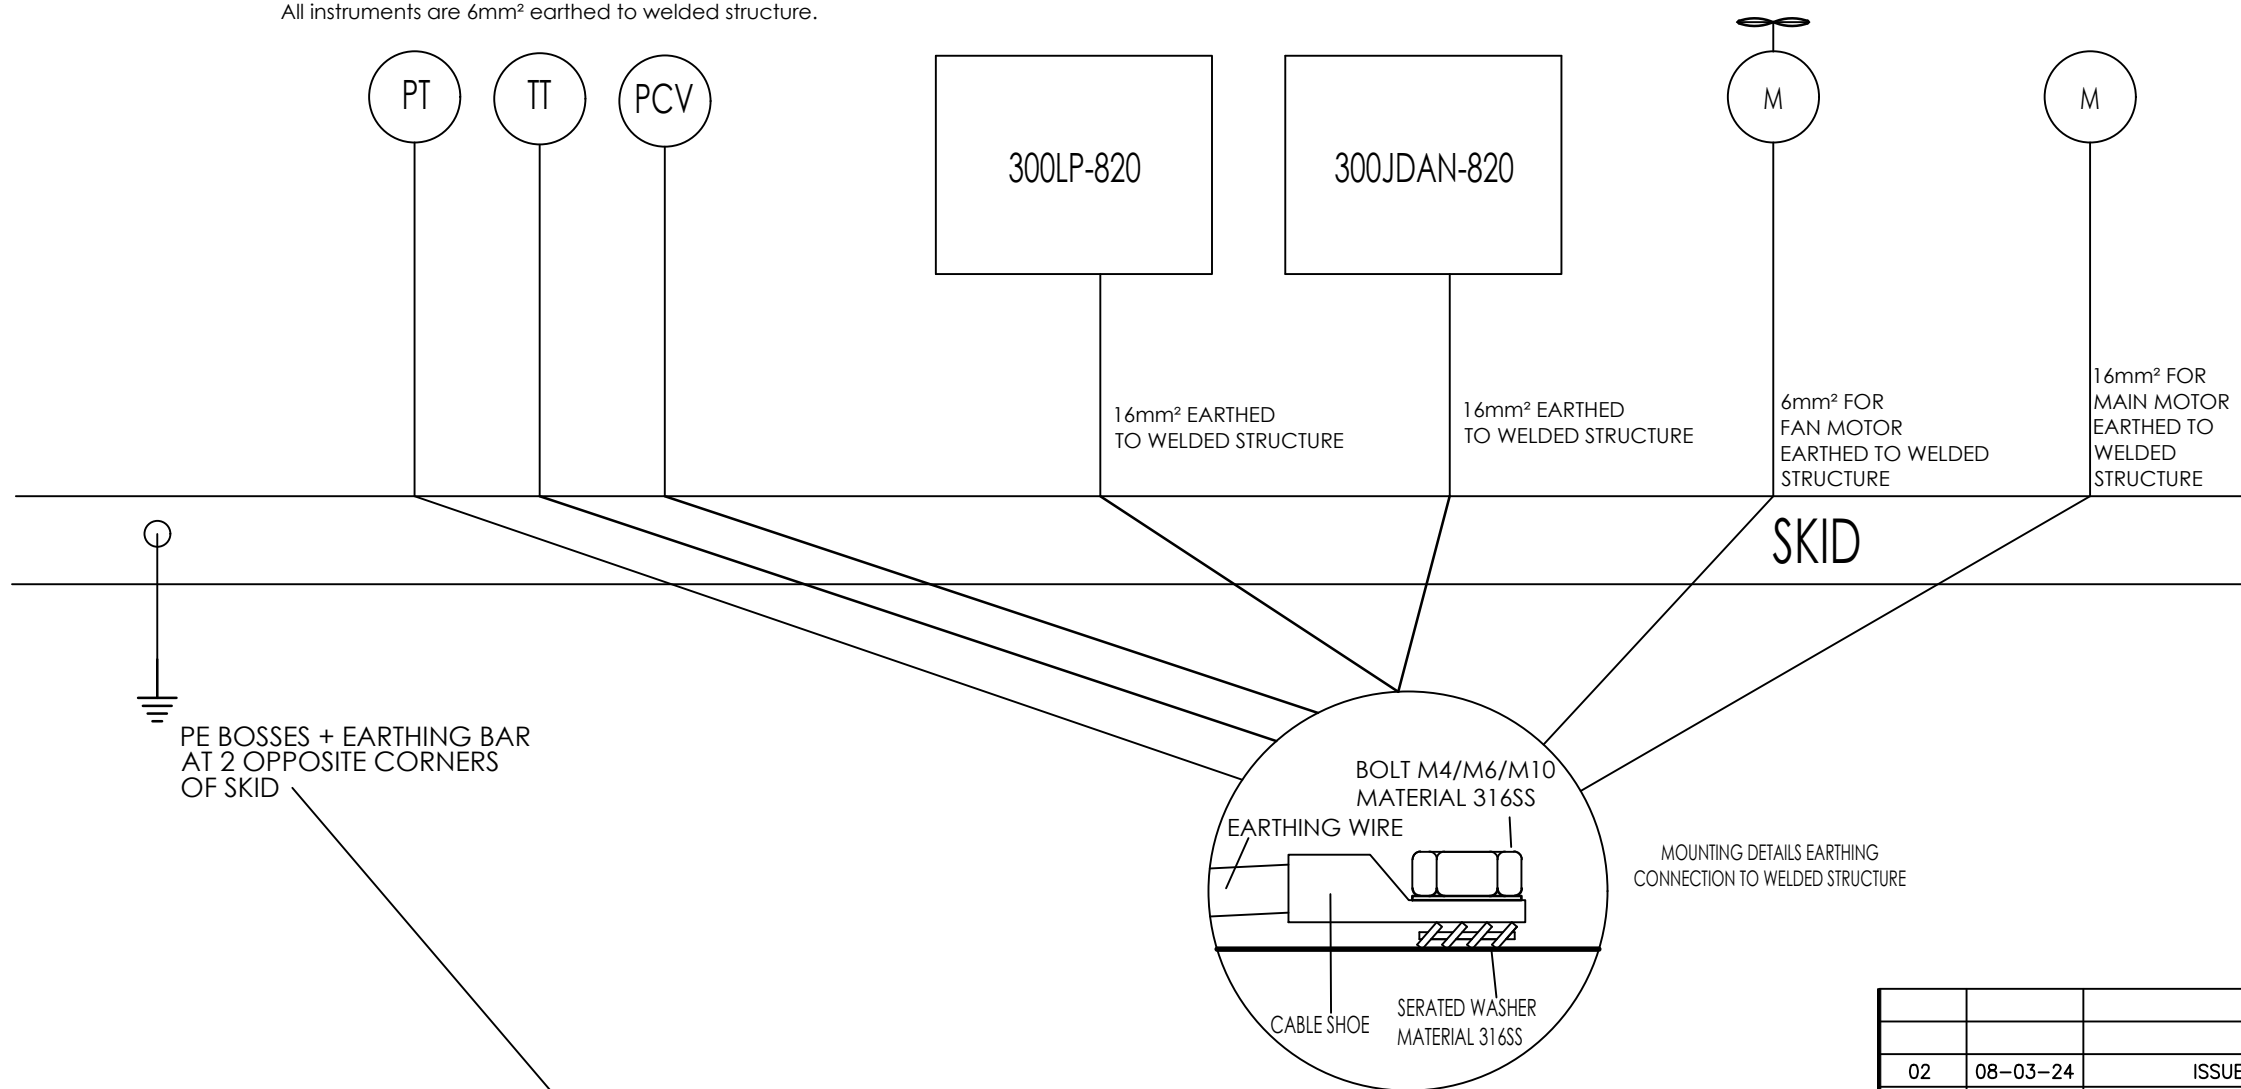 All instruments are 6mm² earthed to welded structure.
PT
TT
PCV
300LP-820
300JDAN-820
M
M
16mm² EARTHED
TO WELDED STRUCTURE
16mm² EARTHED
TO WELDED STRUCTURE
6mm² FOR
FAN MOTOR
EARTHED TO WELDED
STRUCTURE
16mm² FOR
MAIN MOTOR
EARTHED TO
WELDED
STRUCTURE
SKID
PE BOSSES + EARTHING BAR
AT 2 OPPOSITE CORNERS
OF SKID
BOLT M4/M6/M10
MATERIAL 316SS
EARTHING WIRE
MOUNTING DETAILS EARTHING
CONNECTION TO WELDED STRUCTURE
CABLE SHOE
SERATED WASHER
MATERIAL 316SS
02 08-03-24 ISSUE